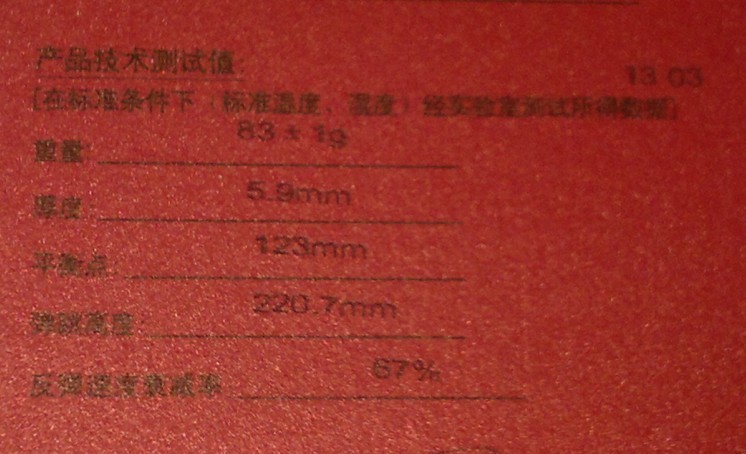 产品技术测试值:
13 03
[在标准条件下（标准温度、湿度）经实验室测试所得数据]
重量: 83 ± 1g
厚度: 5.9mm
平衡点: 123mm
弹跳高度: 220.7mm
反弹速度衰减率: 67%